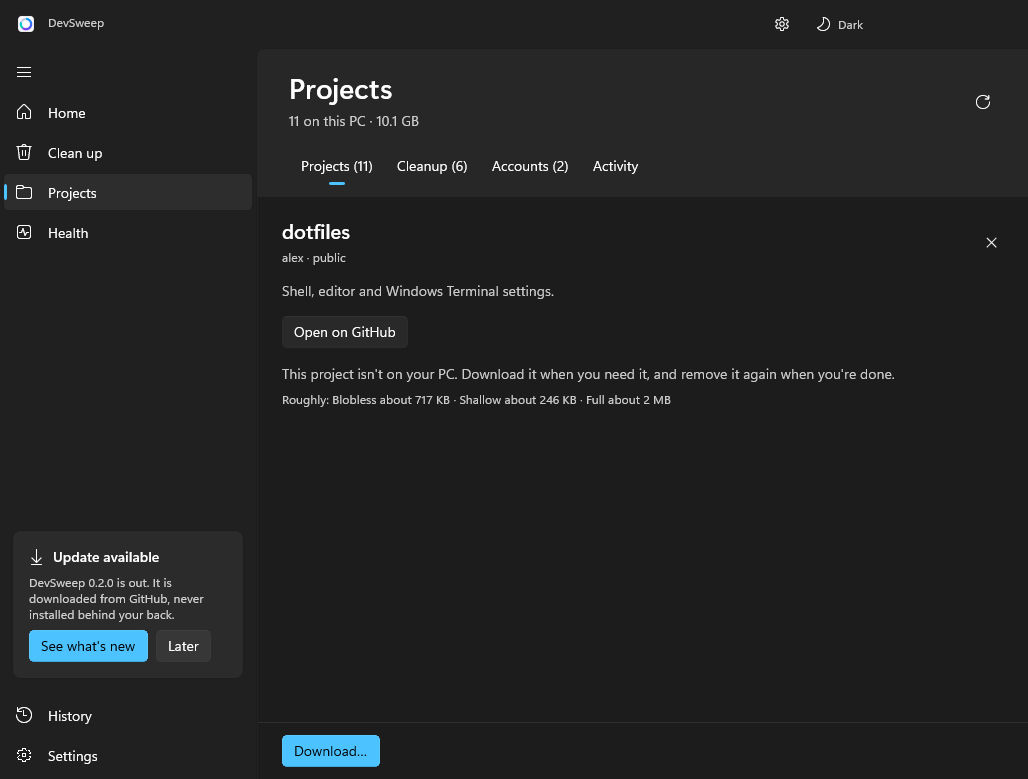 DevSweep
Dark
Home
Clean up
Projects
Health
Projects
11 on this PC · 10.1 GB
Projects (11)
Cleanup (6)
Accounts (2)
Activity
dotfiles
alex · public
Shell, editor and Windows Terminal settings.
Open on GitHub
This project isn't on your PC. Download it when you need it, and remove it again when you're done.
Roughly: Blobless about 717 KB · Shallow about 246 KB · Full about 2 MB
Update available
DevSweep 0.2.0 is out. It is
downloaded from GitHub, never
installed behind your back.
See what's new
Later
History
Settings
Download...